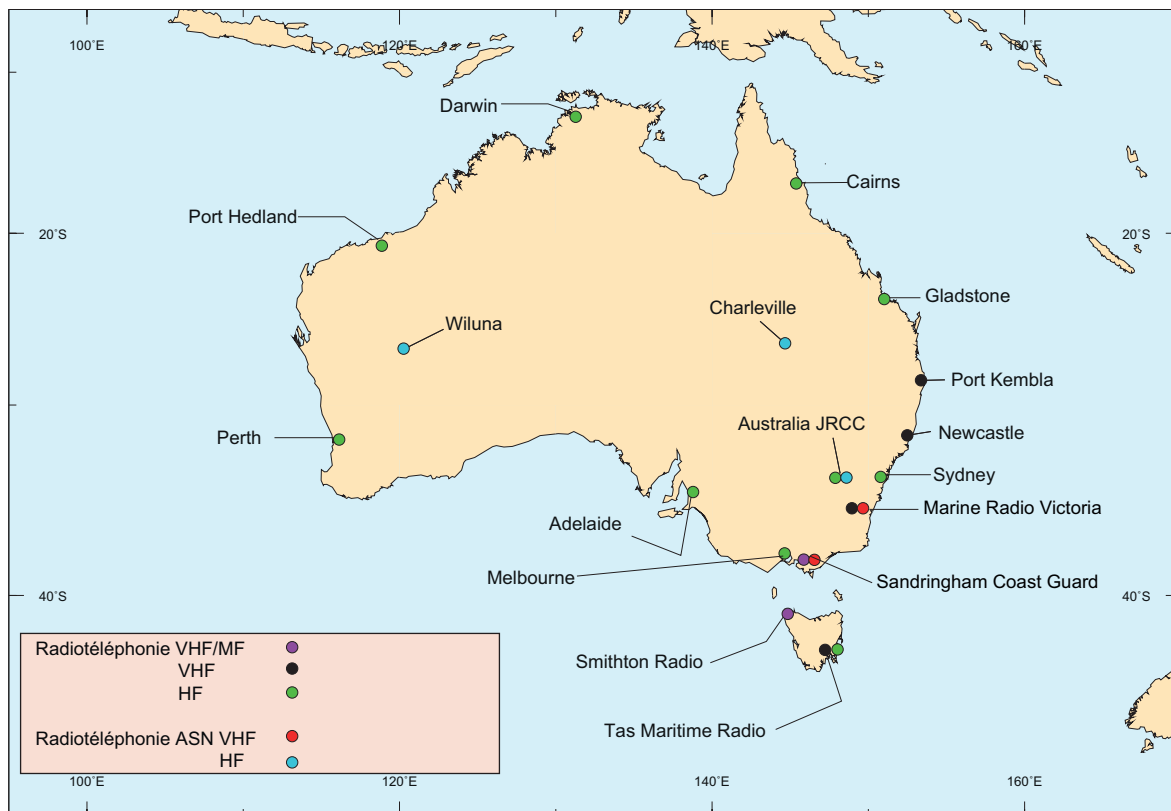 100˚E
120˚E
140˚E
160˚E
Darwin
Cairns
Port Hedland
20˚S
20˚S
Gladstone
Wiluna
Charleville
Port Kembla
Australia JRCC
Newcastle
Perth
Sydney
Marine Radio Victoria
Adelaide
Melbourne
Sandringham Coast Guard
40˚S
40˚S
Smithton Radio
Tas Maritime Radio
Radiotéléphonie VHF/MF
VHF
HF
Radiotéléphonie ASN VHF
HF
100˚E
120˚E
140˚E
160˚E